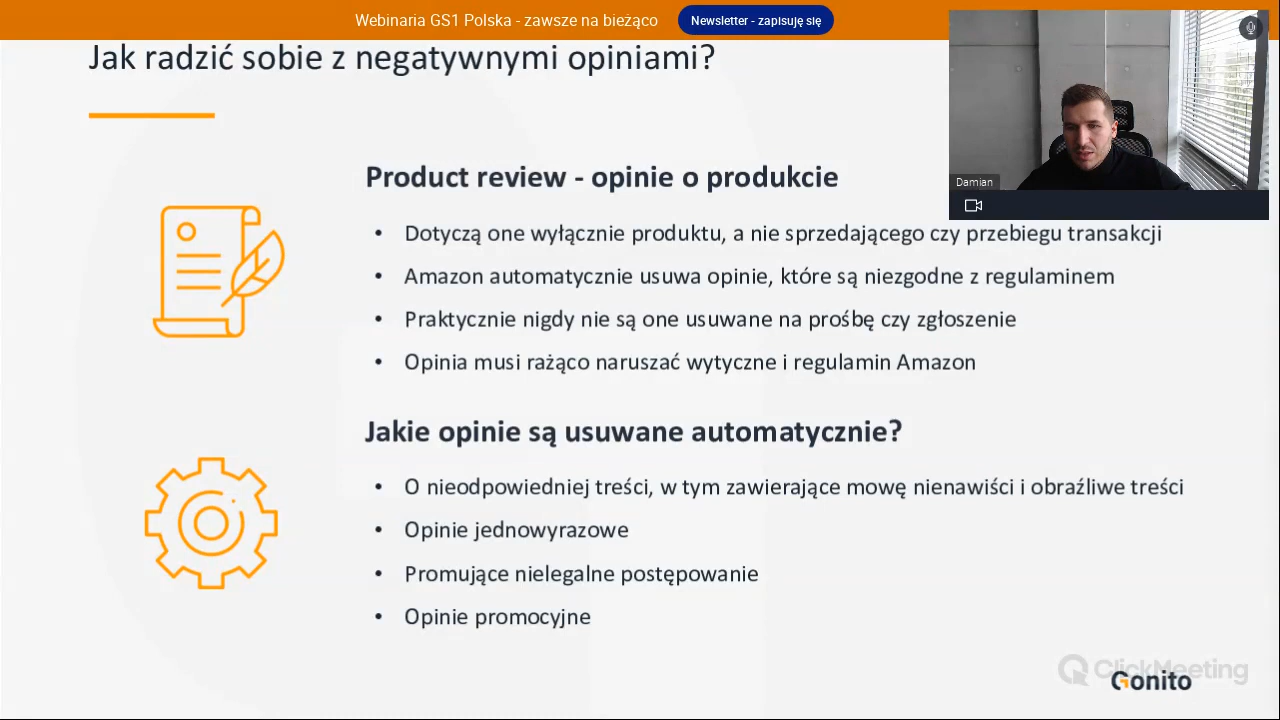 Webinaria GS1 Polska - zawsze na bieżąco
Newsletter - zapisuję się
Jak radzić sobie z negatywnymi opiniami?
Damian
Product review - opinie o produkcie
• Dotyczą one wyłącznie produktu, a nie sprzedającego czy przebiegu transakcji
• Amazon automatycznie usuwa opinie, które są niezgodne z regulaminem
• Praktycznie nigdy nie są one usuwane na prośbę czy zgłoszenie
• Opinia musi rażąco naruszać wytyczne i regulamin Amazon
Jakie opinie są usuwane automatycznie?
• O nieodpowiedniej treści, w tym zawierające mowę nienawiści i obraźliwe treści
• Opinie jednowyrazowe
• Promujące nielegalne postępowanie
• Opinie promocyjne
ClickMeeting
Gonito